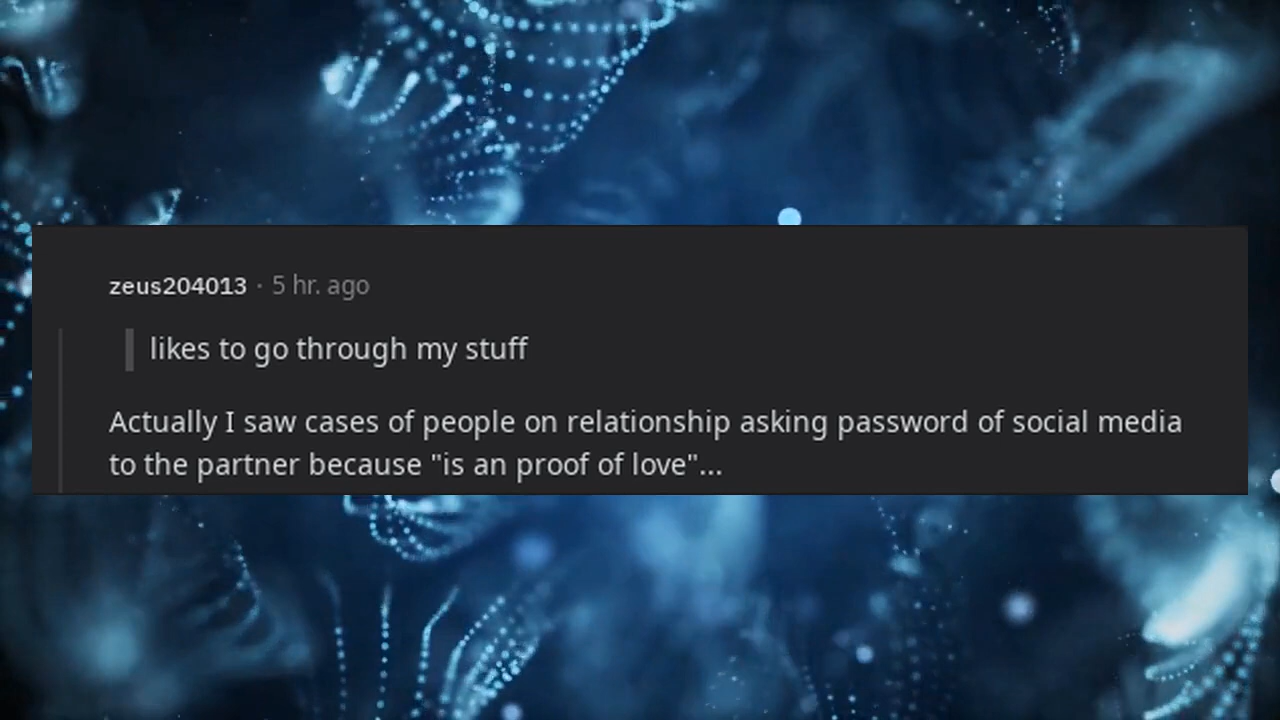 zeus204013 · 5 hr. ago
likes to go through my stuff
Actually I saw cases of people on relationship asking password of social media
to the partner because "is an proof of love"...